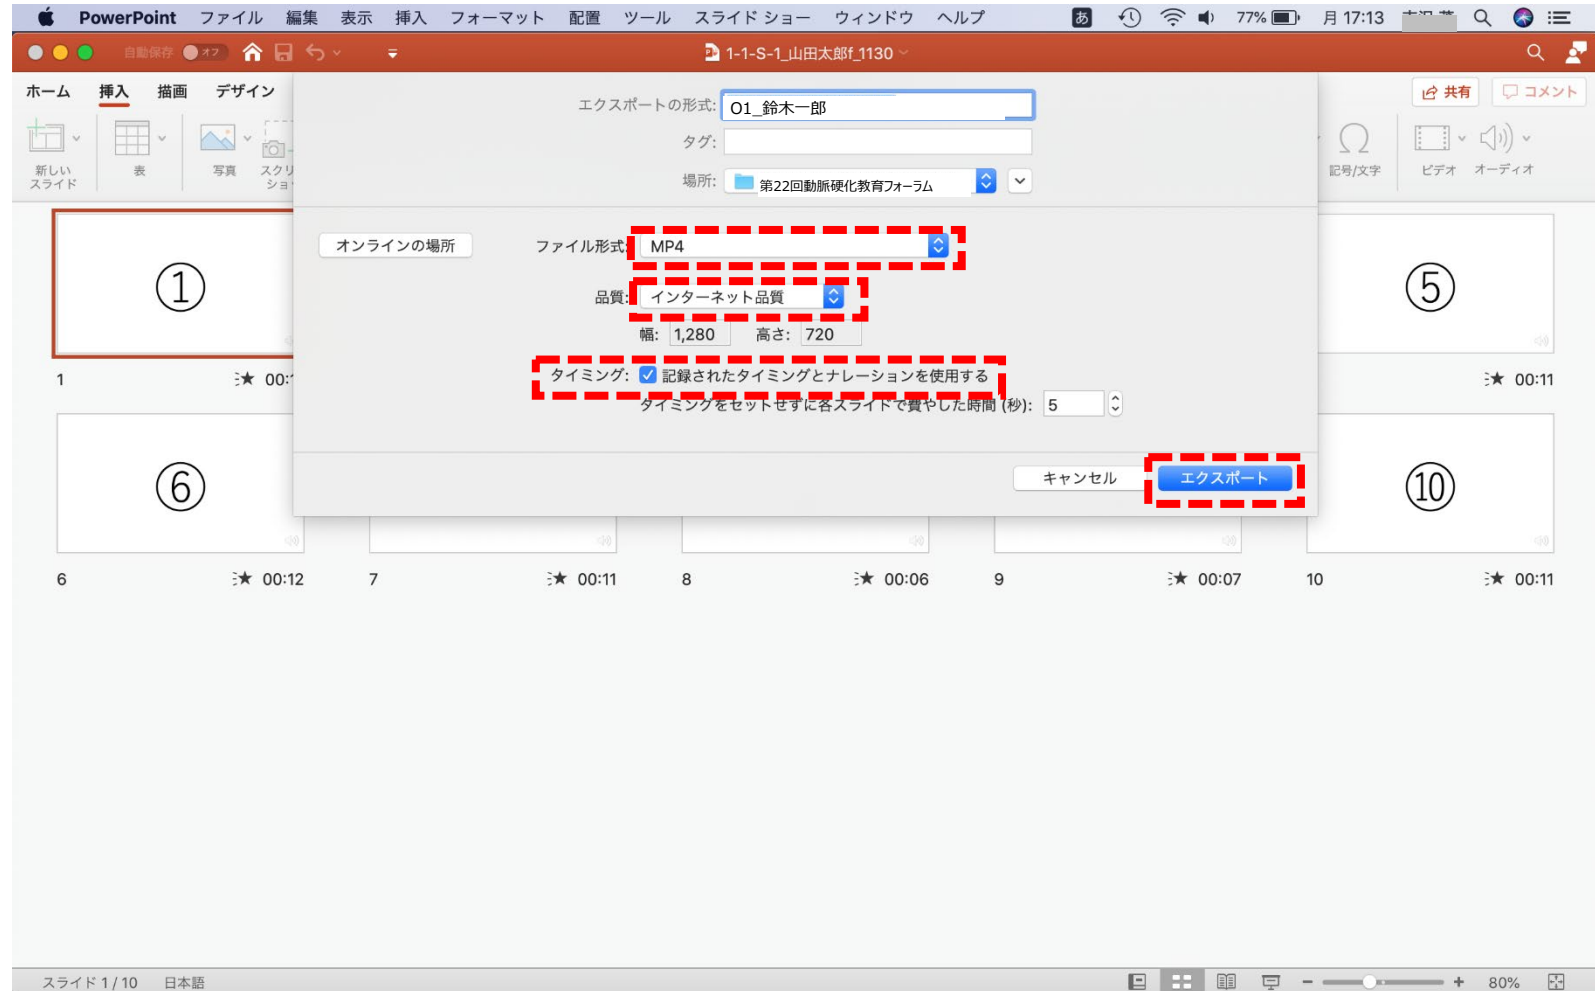 PowerPoint ファイル 編集 表示 挿入 フォーマット 配置 ツール スライド ショー ウィンドウ ヘルプ あ 77% 月 17:13
自動保存 オフ 1-1-S-1_山田太郎f_1130
ホーム 挿入 描画 デザイン 共有 コメント
新しい
スライド
表
写真
スクリ
ショ
記号/文字
ビデオ
オーディオ
エクスポートの形式: O1_鈴木一郎
タグ:
場所: 第22回動脈硬化教育フォーラム
オンラインの場所 ファイル形式: MP4
品質: インターネット品質
幅: 1,280 高さ: 720
タイミング: 記録されたタイミングとナレーションを使用する
タイミングをセットせずに各スライドで費やした時間 (秒): 5
キャンセル エクスポート
① ⑤
1 00: 00:11
⑥ ⑩
6 00:12 7 00:11 8 00:06 9 00:07 10 00:11
スライド 1 / 10 日本語 80%